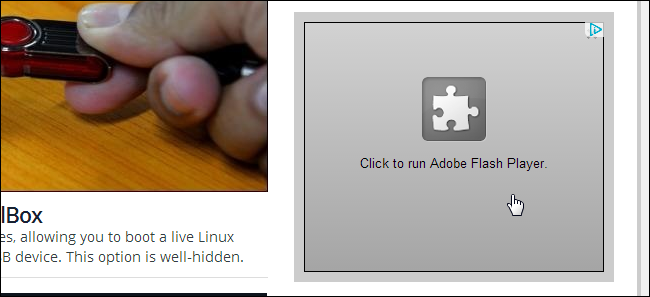 lBox
es, allowing you to boot a live Linux
B device. This option is well-hidden.
Click to run Adobe Flash Player.